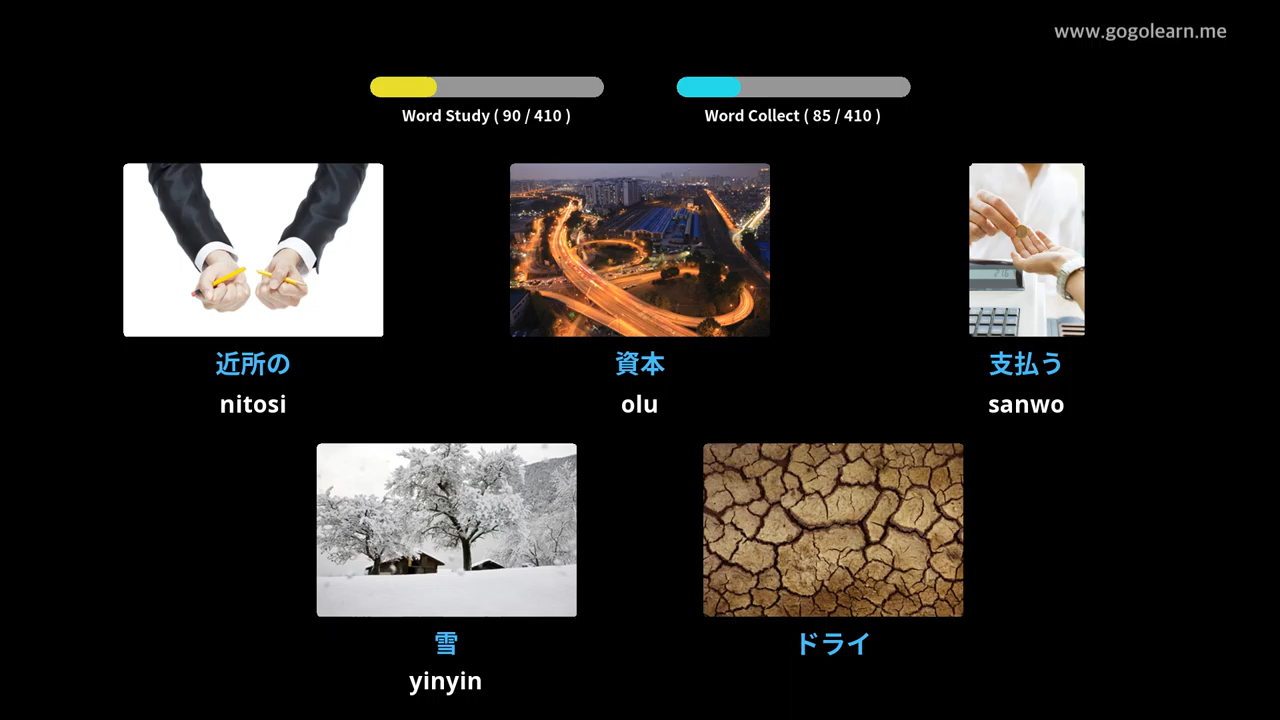 www.gogolearn.me
Word Study ( 90 / 410 )
Word Collect ( 85 / 410 )
近所の
nitosi
資本
olu
支払う
sanwo
雪
yinyin
ドライ